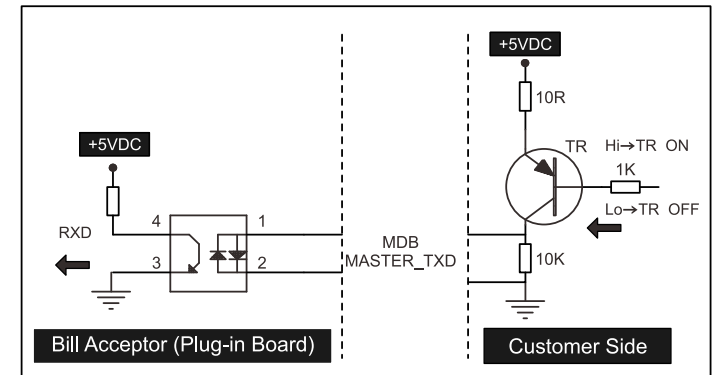 +5VDC
10R
TR Hi→TR ON
1K
Lo→TR OFF
10K
+5VDC
RXD
4
1
3
2
MDB
MASTER_TXD
Bill Acceptor (Plug-in Board)
Customer Side